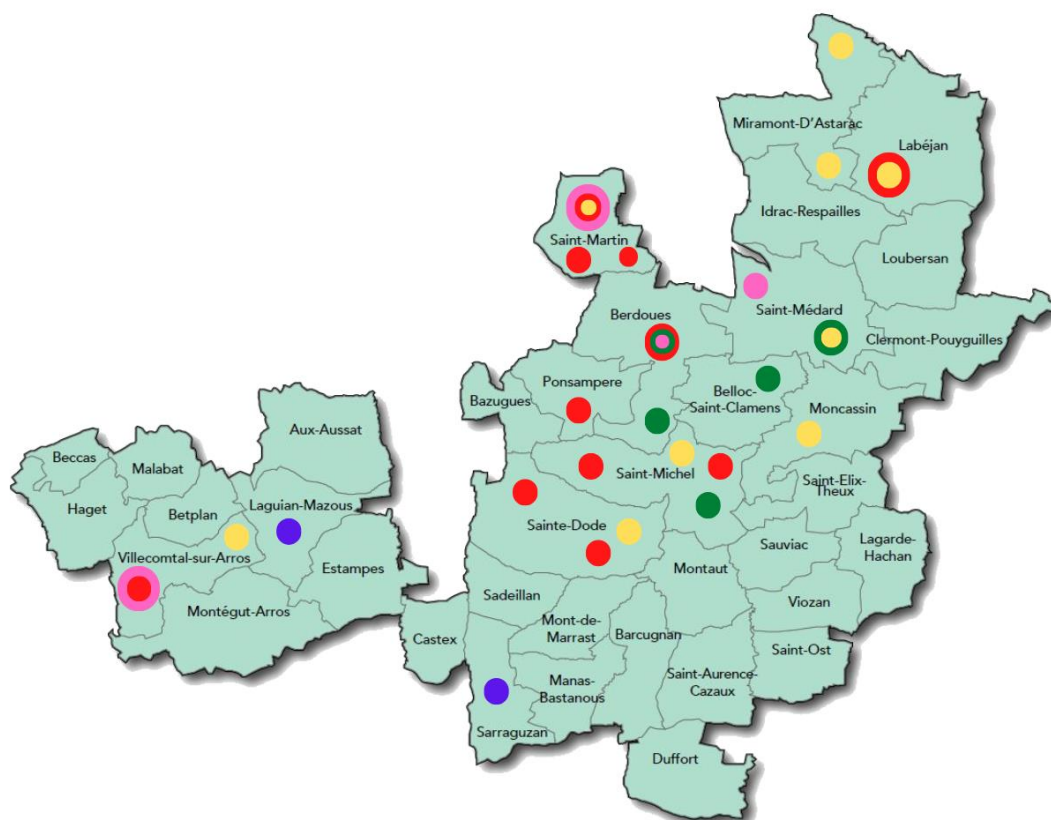 Miramont-D'Astarac
Labéjan
Idrac-Respailles
Saint-Martin
Loubersan
Saint-Médard
Berdoues
Clermont-Pouyguilles
Ponsampere
Bazugues
Belloc-
Saint-Clamens
Moncassin
Aux-Aussat
Beccas
Malabat
Saint-Michel
Saint-Elix-
Theux
Haget
Betplan
Laguian-Mazous
Sainte-Dode
Villecomtal-sur-Arros
Estampes
Sauviac
Lagarde-
Hachan
Montaut
Sadeillan
Viozan
Montégut-Arros
Castex
Mont-de-
Marrast
Barcugnan
Saint-Ost
Saint-Aurence-
Cazaux
Manas-
Bastanous
Sarraguzan
Duffort